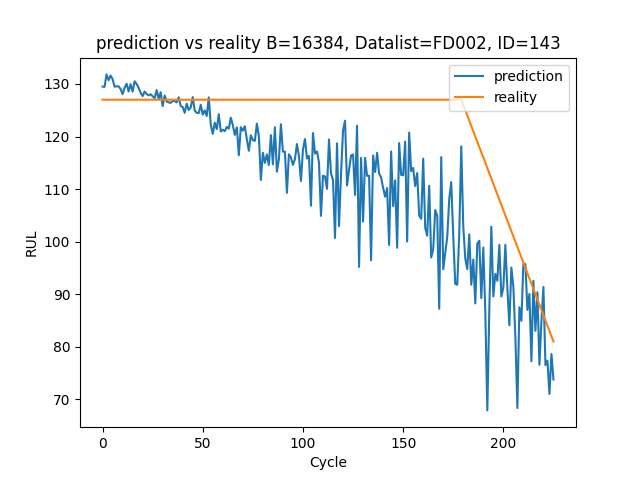 prediction vs reality B=16384, Datalist=FD002, ID=143
prediction
reality
130
120
110
100
90
80
70
RUL
0 50 100 150 200
Cycle